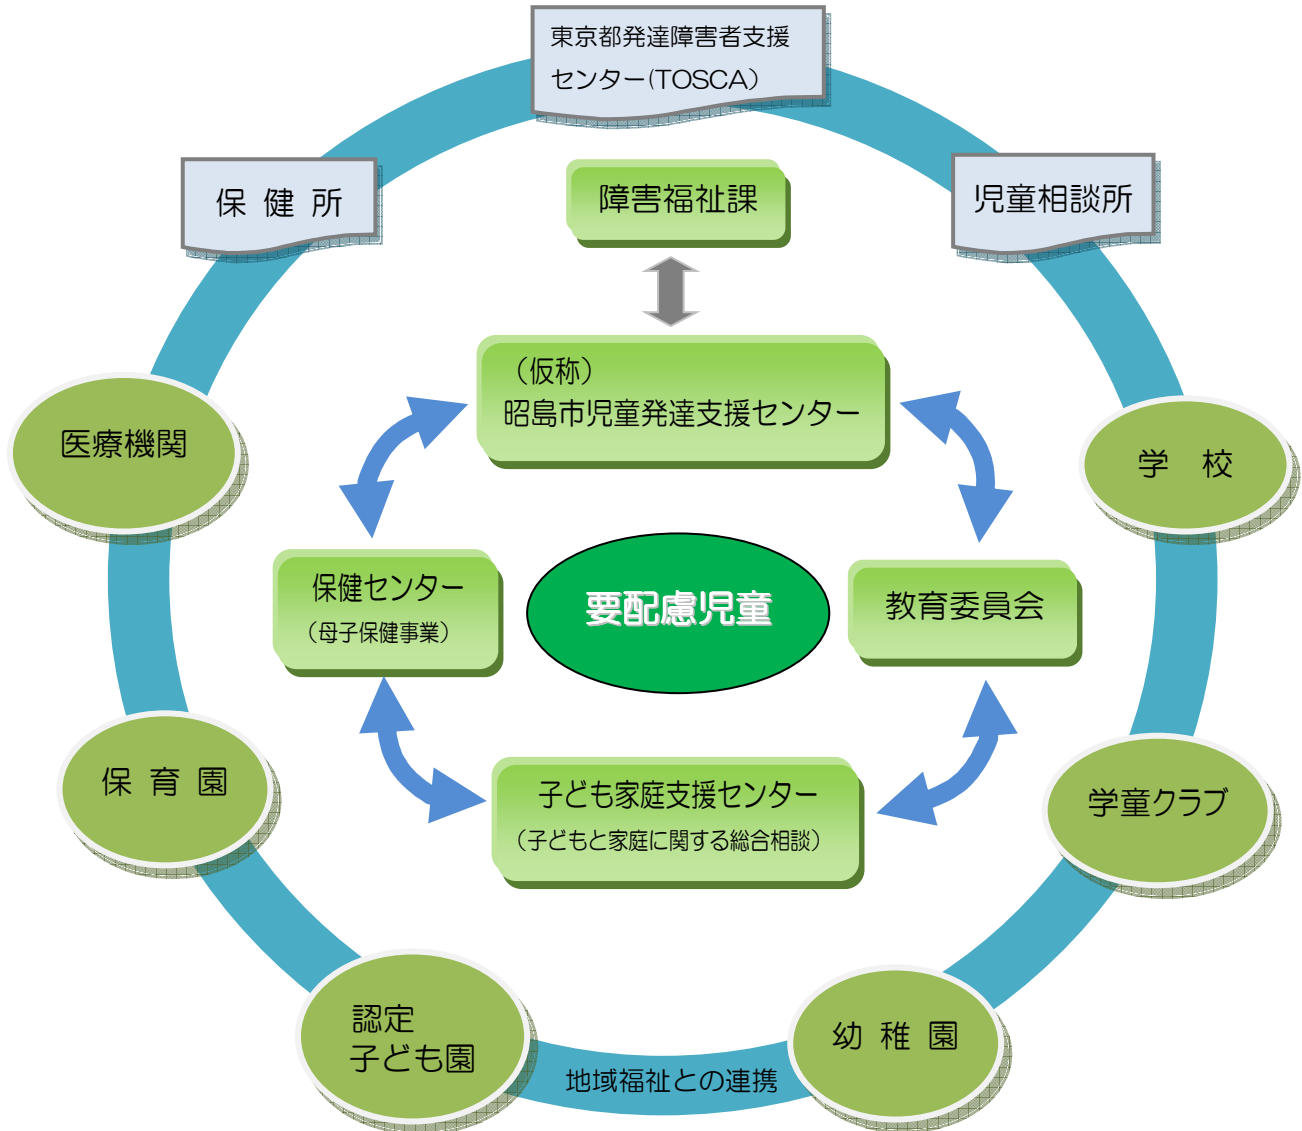 東京都発達障害者支援
センター(TOSCA)
保 健 所
障害福祉課
児童相談所
(仮称)
昭島市児童発達支援センター
医療機関
学 校
保健センター
(母子保健事業)
要配慮児童
教育委員会
保 育 園
子ども家庭支援センター
(子どもと家庭に関する総合相談)
学童クラブ
認定
子ども園
幼 稚 園
地域福祉との連携